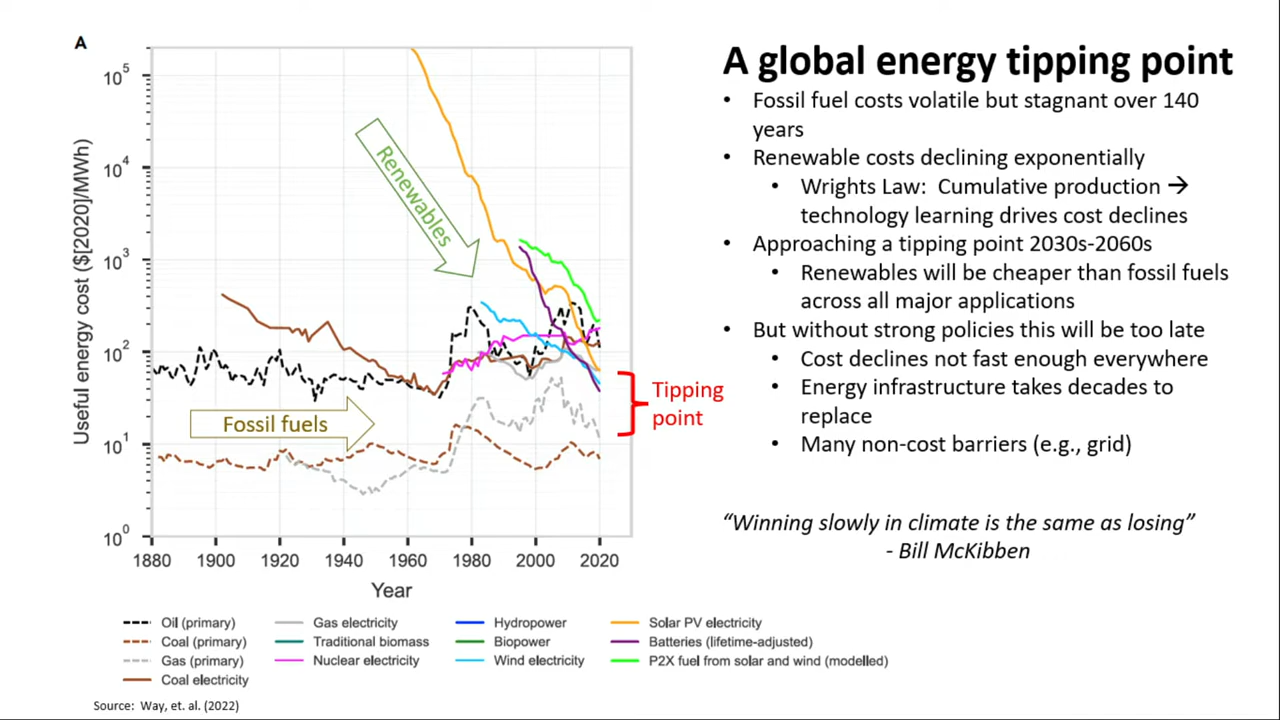 A
A global energy tipping point
• Fossil fuel costs volatile but stagnant over 140
years
• Renewable costs declining exponentially
• Wrights Law: Cumulative production →
technology learning drives cost declines
• Approaching a tipping point 2030s-2060s
• Renewables will be cheaper than fossil fuels
across all major applications
• But without strong policies this will be too late
• Cost declines not fast enough everywhere
• Energy infrastructure takes decades to
replace
• Many non-cost barriers (e.g., grid)
“Winning slowly in climate is the same as losing”
- Bill McKibben
Useful energy cost ($[2020]/MWh)
10⁵
10⁴
10³
10²
10¹
10⁰
Renewables
Fossil fuels
Tipping
point
1880 1900 1920 1940 1960 1980 2000 2020
Year
Oil (primary) Gas electricity Hydropower Solar PV electricity
Coal (primary) Traditional biomass Biopower Batteries (lifetime-adjusted)
Gas (primary) Nuclear electricity Wind electricity P2X fuel from solar and wind (modelled)
Coal electricity
Source: Way, et. al. (2022)